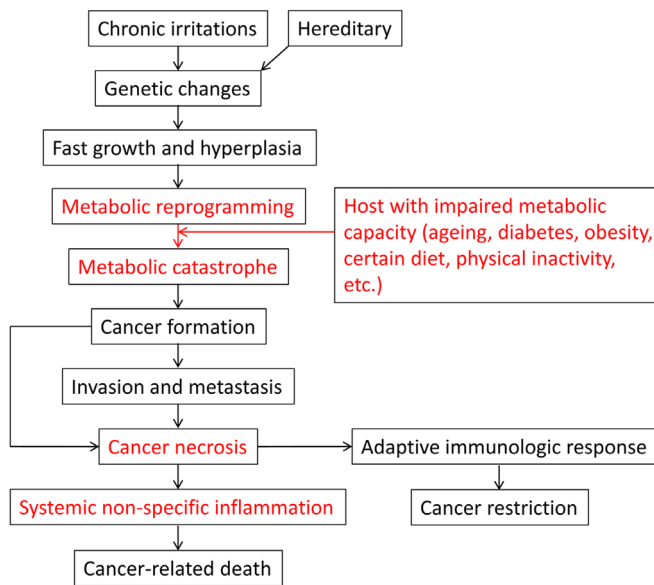 Chronic irritations
Hereditary
Genetic changes
Fast growth and hyperplasia
Metabolic reprogramming
Host with impaired metabolic
capacity (ageing, diabetes, obesity,
certain diet, physical inactivity,
etc.)
Metabolic catastrophe
Cancer formation
Invasion and metastasis
Cancer necrosis
Adaptive immunologic response
Systemic non-specific inflammation
Cancer restriction
Cancer-related death